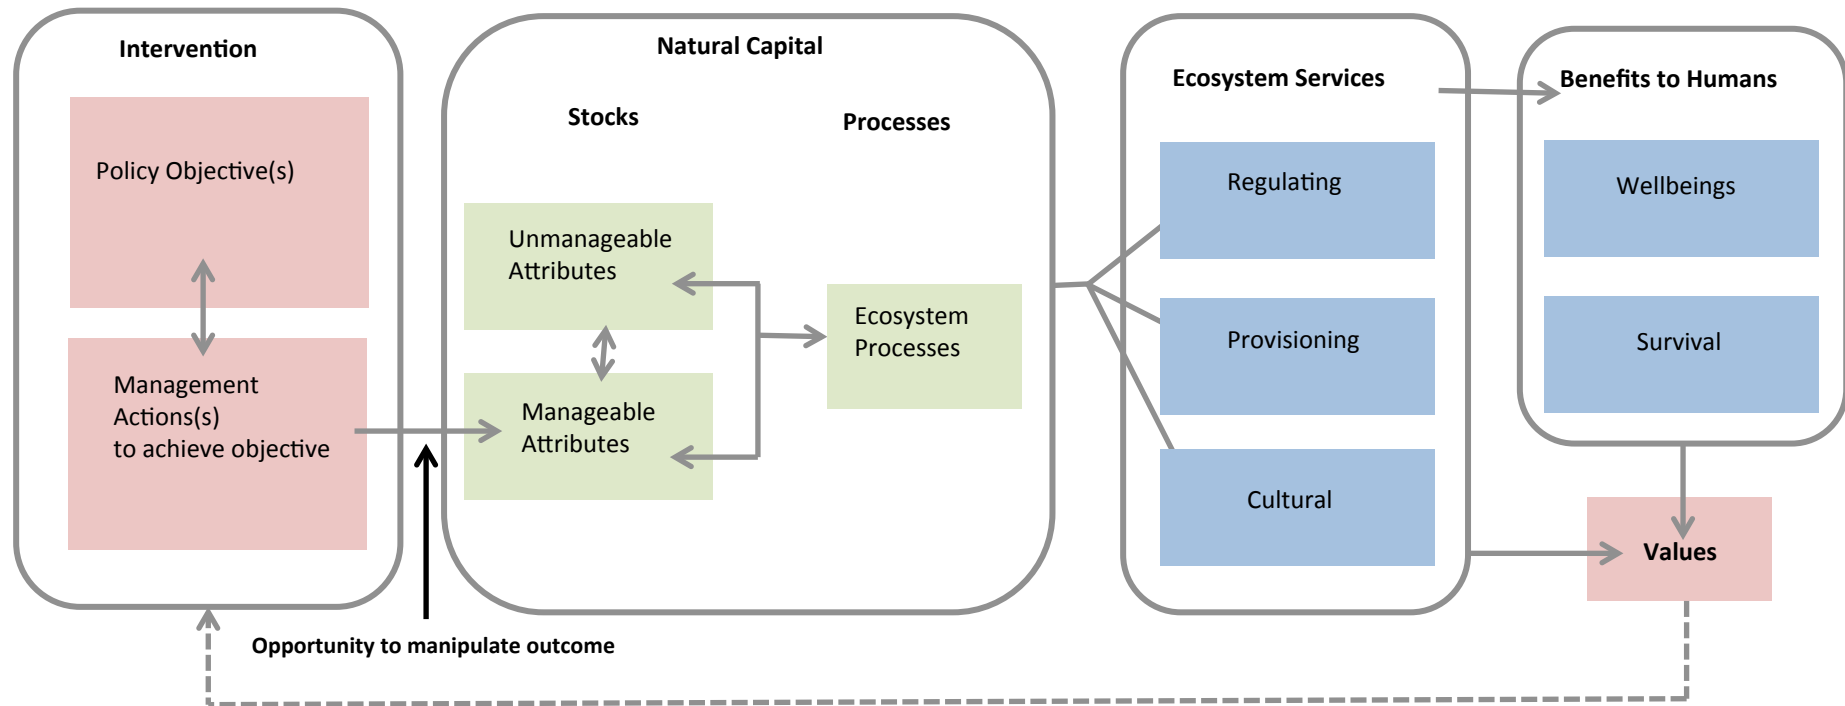 Intervention
Policy Objective(s)
Management
Actions(s)
to achieve objective
Natural Capital
Stocks
Processes
Unmanageable
Attributes
Manageable
Attributes
Ecosystem
Processes
Opportunity to manipulate outcome
Ecosystem Services
Regulating
Provisioning
Cultural
Benefits to Humans
Wellbeings
Survival
Values